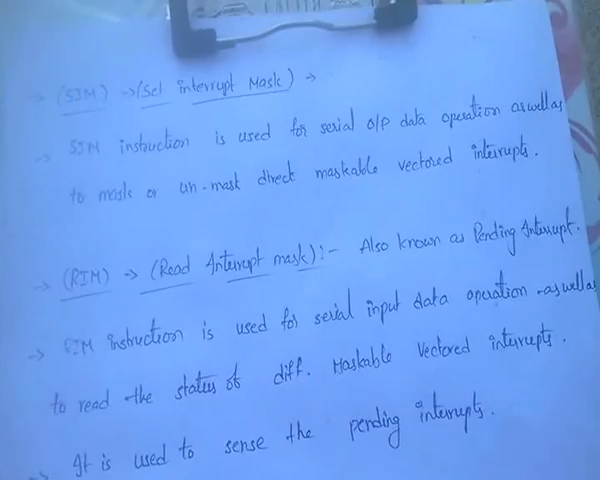 → (SIM) → (Set interrupt Mask) →
→ SIM instruction is used for serial o/p data operation as well as
to mask or un-mask direct maskable vectored interrupts.
→ (RIM) → (Read Interrupt mask) :- Also known as Pending Interrupt.
→ RIM instruction is used for serial input data operation as well as
to read the status of diff. Maskable Vectored interrupts.
→ It is used to sense the pending interrupts.